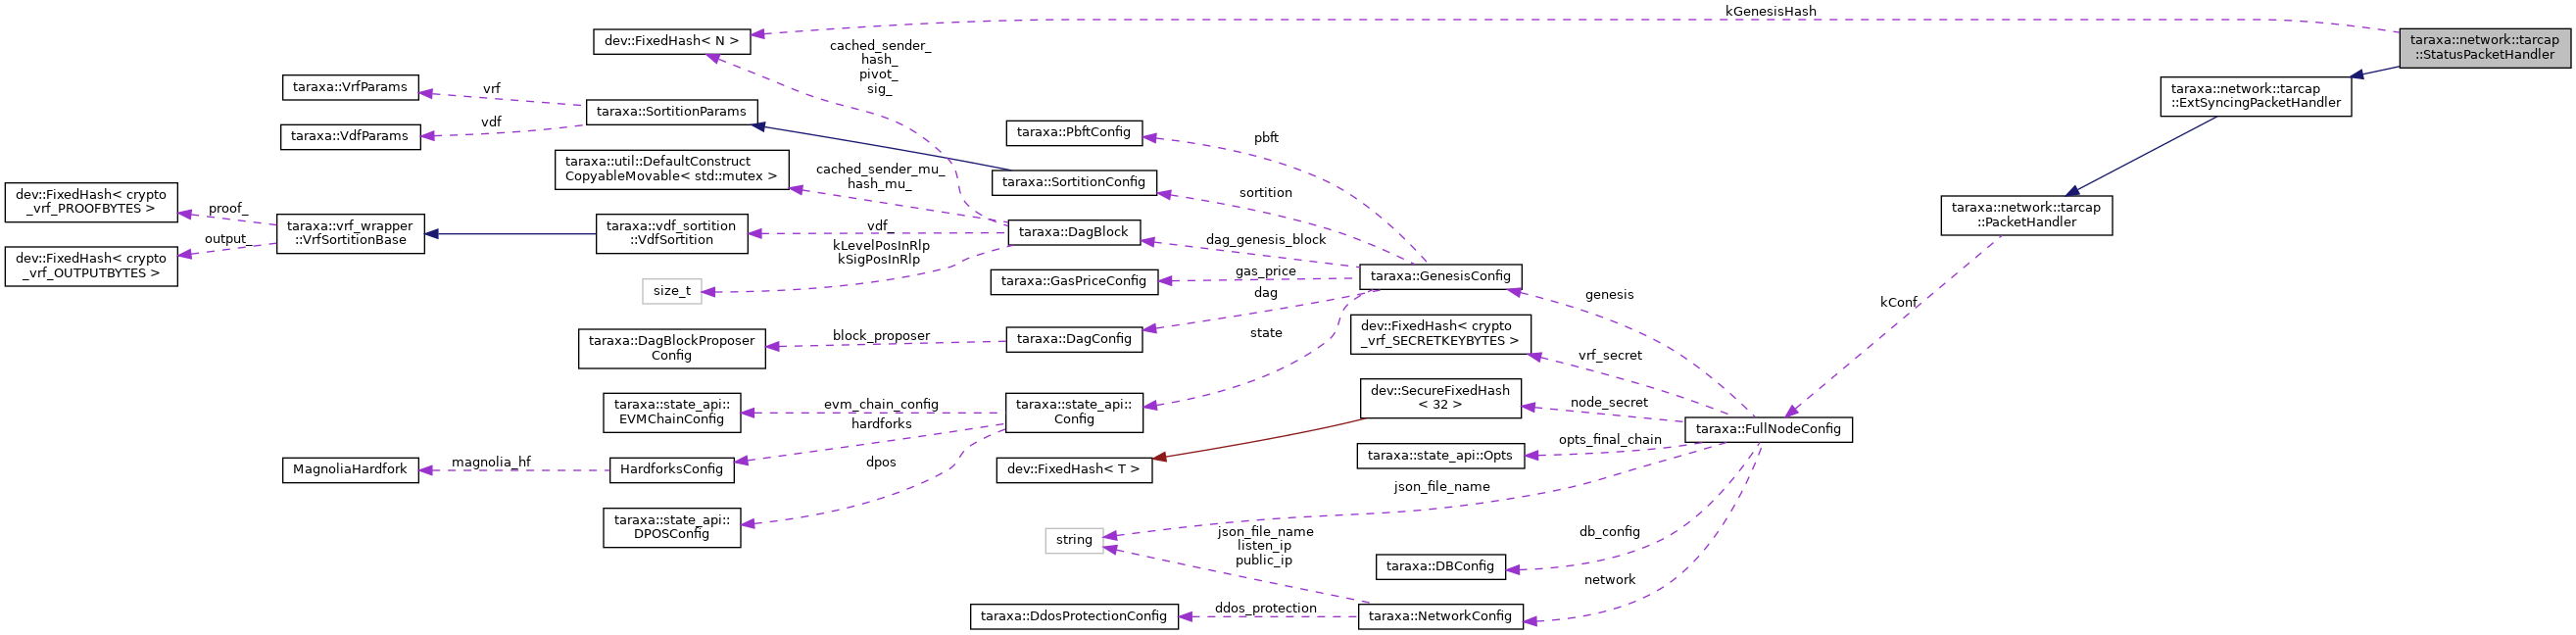 kGenesisHash
taraxa::network::tarcap
::StatusPacketHandler
dev::FixedHash< N >
cached_sender_
hash_
pivot_
sig_
taraxa::network::tarcap
::ExtSyncingPacketHandler
taraxa::VrfParams
vrf
taraxa::SortitionParams
taraxa::VdfParams
vdf
taraxa::PbftConfig
pbft
taraxa::util::DefaultConstruct
CopyableMovable< std::mutex >
cached_sender_mu_
hash_mu_
taraxa::SortitionConfig
sortition
dev::FixedHash< crypto
_vrf_PROOFBYTES >
proof_
taraxa::network::tarcap
::PacketHandler
taraxa::vrf_wrapper
::VrfSortitionBase
taraxa::vdf_sortition
::VdfSortition
vdf_
taraxa::DagBlock
dag_genesis_block
output_
kLevelPosInRlp
kSigPosInRlp
dev::FixedHash< crypto
_vrf_OUTPUTBYTES >
size_t
taraxa::GasPriceConfig
gas_price
taraxa::GenesisConfig
dag
genesis
kConf
taraxa::DagBlockProposer
Config
block_proposer
taraxa::DagConfig
state
dev::FixedHash< crypto
_vrf_SECRETKEYBYTES >
vrf_secret
taraxa::state_api::
EVMChainConfig
evm_chain_config
hardforks
taraxa::state_api::
Config
dev::SecureFixedHash
< 32 >
node_secret
taraxa::FullNodeConfig
opts_final_chain
taraxa::state_api::Opts
MagnoliaHardfork
magnolia_hf
HardforksConfig
dpos
dev::FixedHash< T >
json_file_name
taraxa::state_api::
DPOSConfig
string
json_file_name
listen_ip
public_ip
db_config
taraxa::DBConfig
network
taraxa::DdosProtectionConfig
ddos_protection
taraxa::NetworkConfig